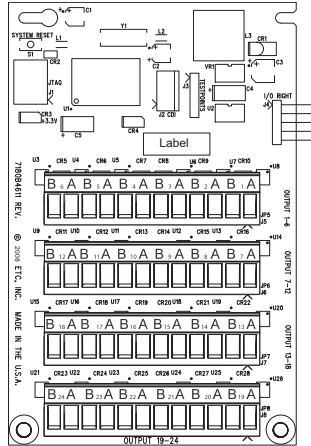 C1
Y1
SYSTEM RESET
L1
L2
S1
CR2
C2
L3
CR1
VR1
C3
JTAG
J1
U1
J3
TESTPOINTS
C4
I/O RIGHT
J4
CR3
+3.3V
C5
CR4
J2 CDI
U2
Label
U3 CR5 U4 CR6 U5 CR7 CR8 U6 CR9 U7 CR10 U8
B 6 A B 5 A B 4 A B 3 A B 2 A B 1 A
JP5
J5
OUTPUT 1-6
7180B4611 REV.
U9 CR11 U10 CR12 U11 CR13 CR14 U12 CR15 U13 CR16 U14
B 12 A B 11 A B 10 A B 9 A B 8 A B 7 A
JP6
J6
OUTPUT 7-12
© 2008 ETC, INC.
U15 CR17 U16 CR18 U17 CR19 CR20 U18 CR21 U19 CR22 U20
B 18 A B 17 A B 16 A B 15 A B 14 A B 13 A
JP7
J7
OUTPUT 13-18
MADE IN THE U.S.A.
U21 CR23 U22 CR24 U23 CR25 CR26 U24 CR27 U25 CR28 U26
B 24 A B 23 A B 22 A B 21 A B 20 A B 19 A
JP8
J8
OUTPUT 19-24